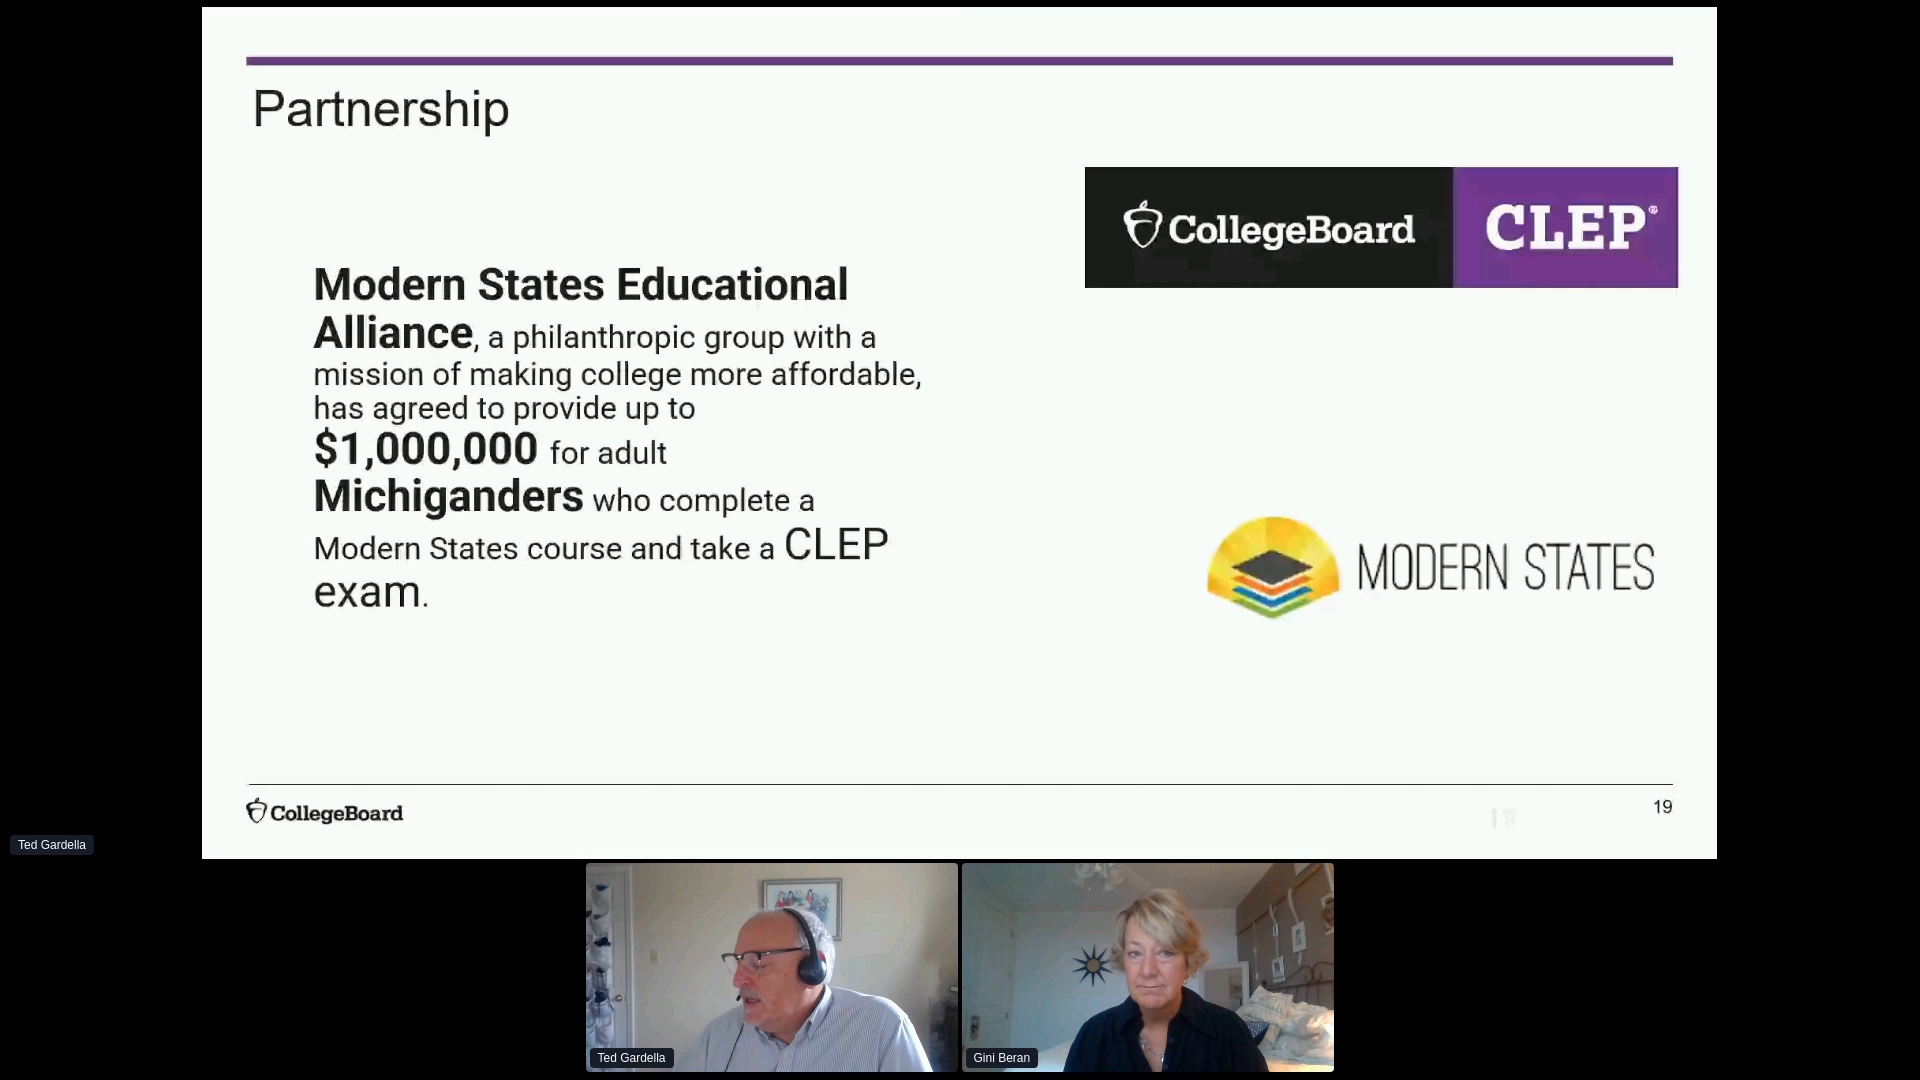 Partnership
CollegeBoard CLEP®
Modern States Educational
Alliance, a philanthropic group with a
mission of making college more affordable,
has agreed to provide up to
$1,000,000 for adult
Michiganders who complete a
Modern States course and take a CLEP
exam.
MODERN STATES
CollegeBoard
18
19
Ted Gardella
Ted Gardella
Gini Beran